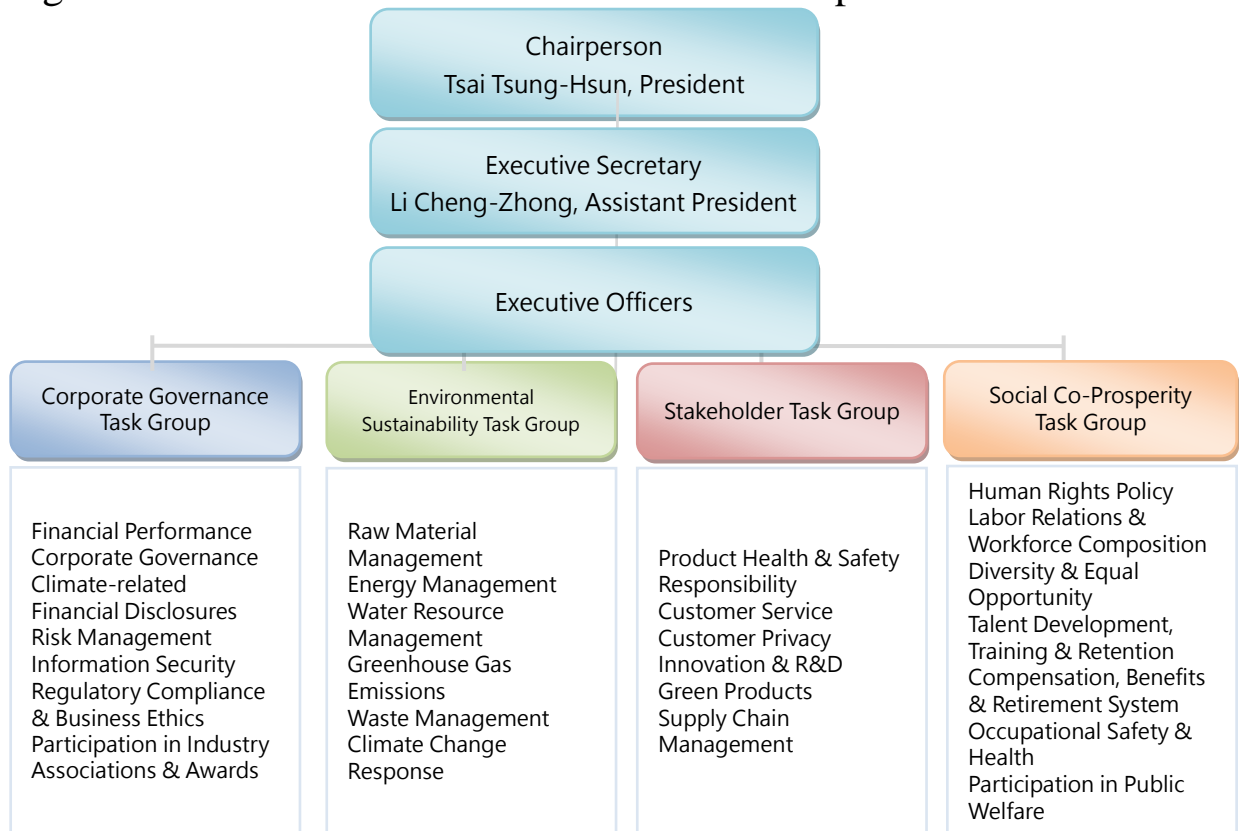 Chairperson
Tsai Tsung-Hsun, President
Executive Secretary
Li Cheng-Zhong, Assistant President
Executive Officers
Corporate Governance
Task Group
Financial Performance
Corporate Governance
Climate-related
Financial Disclosures
Risk Management
Information Security
Regulatory Compliance
& Business Ethics
Participation in Industry
Associations & Awards
Environmental
Sustainability Task Group
Raw Material
Management
Energy Management
Water Resource
Management
Greenhouse Gas
Emissions
Waste Management
Climate Change
Response
Stakeholder Task Group
Product Health & Safety
Responsibility
Customer Service
Customer Privacy
Innovation & R&D
Green Products
Supply Chain
Management
Social Co-Prosperity
Task Group
Human Rights Policy
Labor Relations &
Workforce Composition
Diversity & Equal
Opportunity
Talent Development,
Training & Retention
Compensation, Benefits
& Retirement System
Occupational Safety &
Health
Participation in Public
Welfare